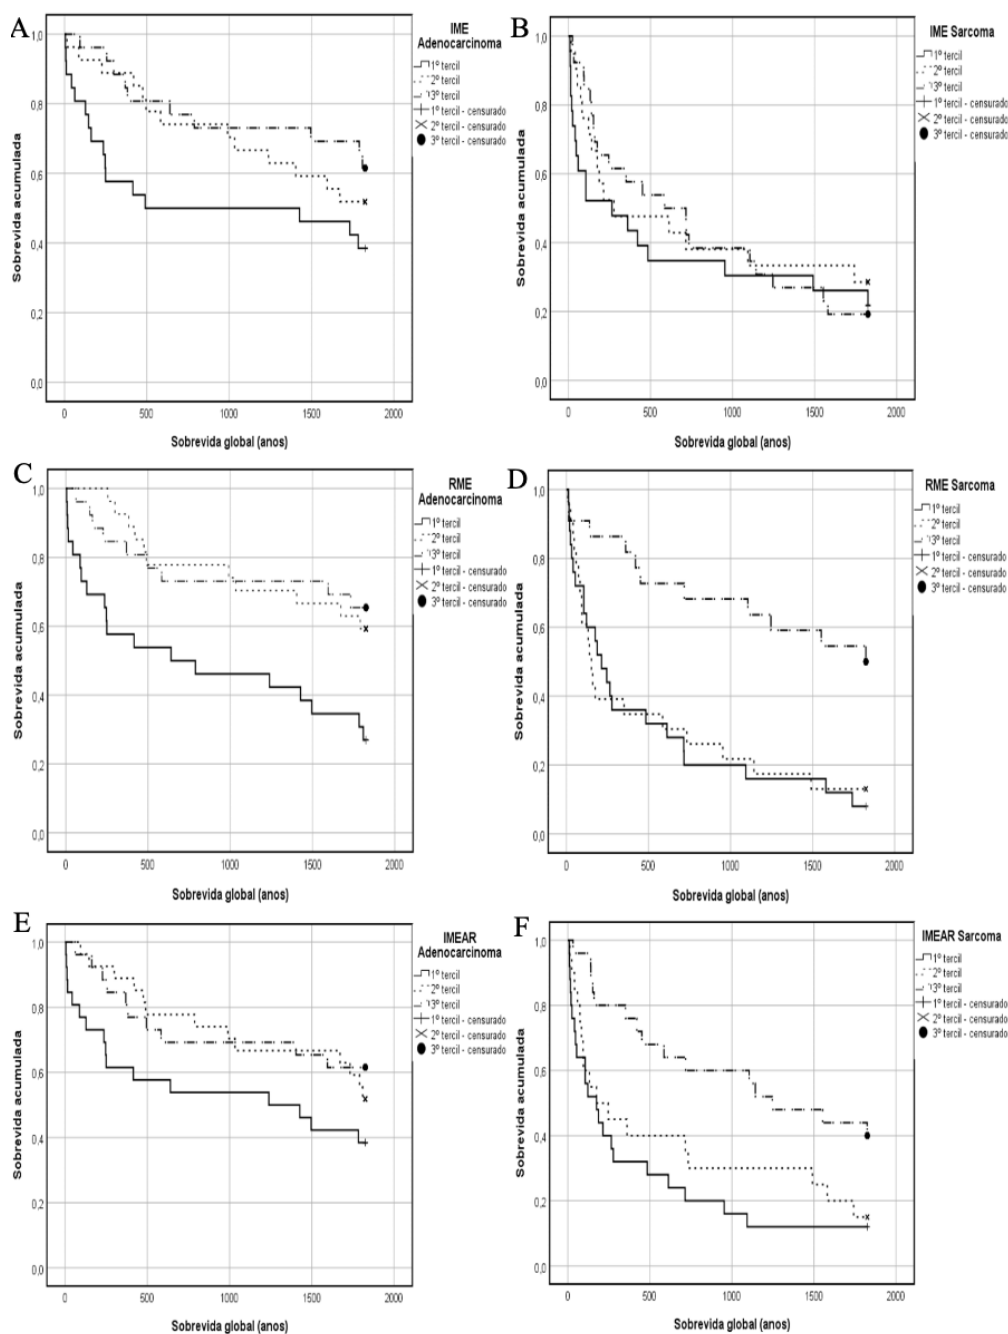 A
IME
Adenocarcinoma
1º tercil
2º tercil
3º tercil
1º tercil - censurado
2º tercil - censurado
3º tercil - censurado
Sobrevida acumulada
1,0
0,8
0,6
0,4
0,2
0,0
0
500
1000
1500
2000
Sobrevida global (anos)
B
IME Sarcoma
1º tercil
2º tercil
3º tercil
1º tercil - censurado
2º tercil - censurado
3º tercil - censurado
Sobrevida acumulada
1,0
0,8
0,6
0,4
0,2
0,0
0
500
1000
1500
2000
Sobrevida global (anos)
C
RME
Adenocarcinoma
1º tercil
2º tercil
3º tercil
1º tercil - censurado
2º tercil - censurado
3º tercil - censurado
Sobrevida acumulada
1,0
0,8
0,6
0,4
0,2
0,0
0
500
1000
1500
2000
Sobrevida global (anos)
D
RME Sarcoma
1º tercil
2º tercil
3º tercil
1º tercil - censurado
2º tercil - censurado
3º tercil - censurado
Sobrevida acumulada
1,0
0,8
0,6
0,4
0,2
0,0
0
500
1000
1500
2000
Sobrevida global (anos)
E
IMEAR
Adenocarcinoma
1º tercil
2º tercil
3º tercil
1º tercil - censurado
2º tercil - censurado
3º tercil - censurado
Sobrevida acumulada
1,0
0,8
0,6
0,4
0,2
0,0
0
500
1000
1500
2000
Sobrevida global (anos)
F
IMEAR Sarcoma
1º tercil
2º tercil
3º tercil
1º tercil - censurado
2º tercil - censurado
3º tercil - censurado
Sobrevida acumulada
1,0
0,8
0,6
0,4
0,2
0,0
0
500
1000
1500
2000
Sobrevida global (anos)